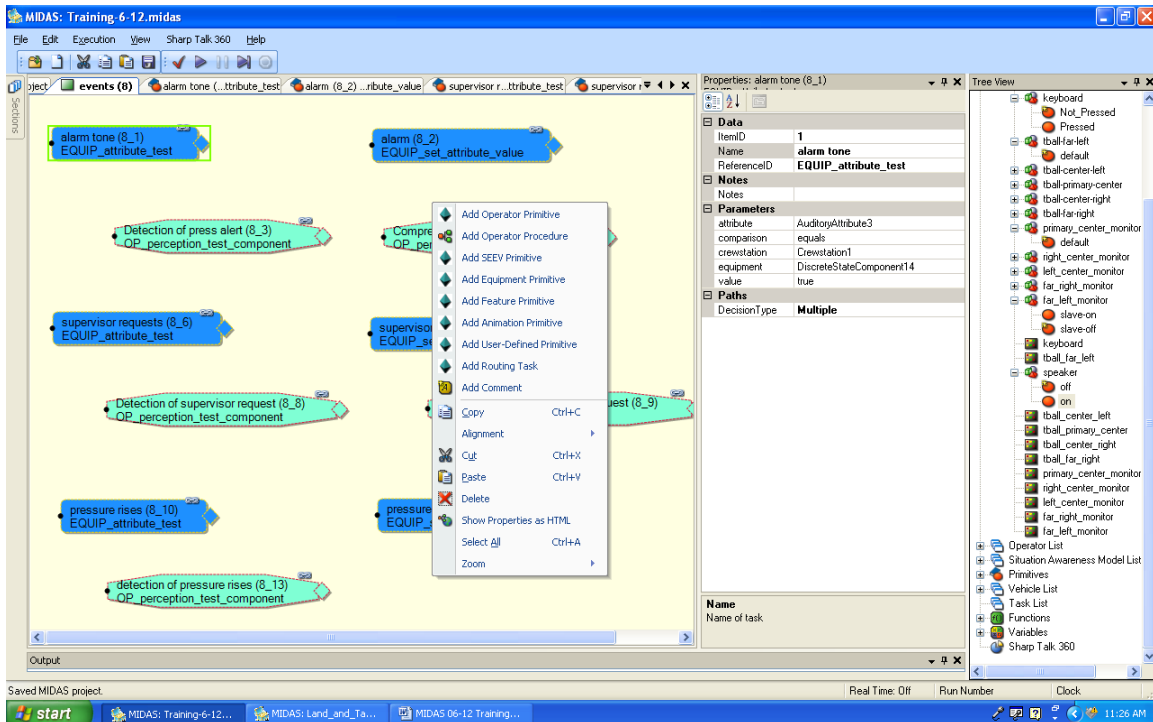 MIDAS: Training-6-12.midas
File Edit Execution View Sharp Talk 360 Help
Sections
oject events (8) alarm tone (...ttribute_test alarm (8_2) ...ribute_value supervisor r...ttribute_test supervisor r
alarm tone (8_1)
EQUIP_attribute_test
alarm (8_2)
EQUIP_set_attribute_value
Detection of press alert (8_3)
OP_perception_test_component
Compre
OP_per
supervisor requests (8_6)
EQUIP_attribute_test
supervisor
EQUIP_se
Detection of supervisor request (8_8)
OP_perception_test_component
uest (8_9)
pressure rises (8_10)
EQUIP_attribute_test
pressure
EQUIP_s
detection of pressure rises (8_13)
OP_perception_test_component
Add Operator Primitive
Add Operator Procedure
Add SEEV Primitive
Add Equipment Primitive
Add Feature Primitive
Add Animation Primitive
Add User-Defined Primitive
Add Routing Task
Add Comment
Copy Ctrl+C
Alignment
Cut Ctrl+X
Paste Ctrl+V
Delete
Show Properties as HTML
Select All Ctrl+A
Zoom
Properties: alarm tone (8_1)
Data
ItemID 1
Name alarm tone
ReferenceID EQUIP_attribute_test
Notes
Notes
Parameters
attribute AuditoryAttribute3
comparison equals
crewstation Crewstation1
equipment DiscreteStateComponent14
value true
Paths
DecisionType Multiple
Name
Name of task
Tree View
keyboard
Not_Pressed
Pressed
tball-far-left
default
tball-center-left
tball-primary-center
tball-center-right
tball-far-right
primary_center_monitor
default
right_center_monitor
left_center_monitor
far_right_monitor
far_left_monitor
slave-on
slave-off
keyboard
tball_far_left
speaker
off
on
tball_center_left
tball_primary_center
tball_center_right
tball_far_right
primary_center_monitor
right_center_monitor
left_center_monitor
far_right_monitor
far_left_monitor
Operator List
Situation Awareness Model List
Primitives
Vehicle List
Task List
Functions
Variables
Sharp Talk 360
Output
Saved MIDAS project. Real Time: Off Run Number Clock
start MIDAS: Training-6-12... MIDAS: Land_and_Ta... MIDAS 06-12 Training... 11:26 AM